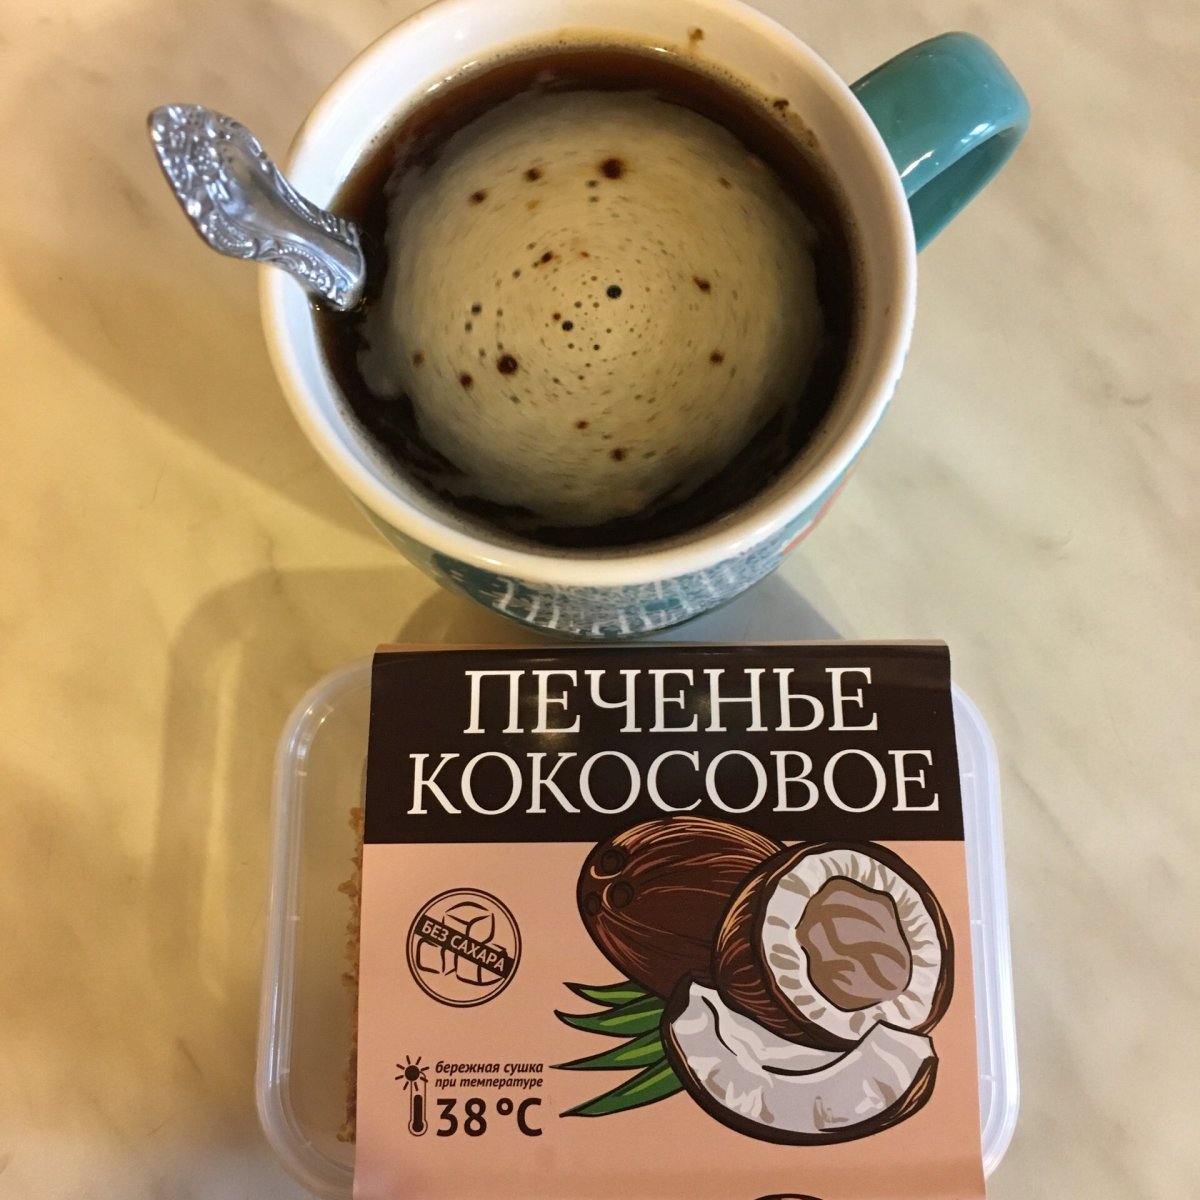 ПЕЧЕНЬЕ
КОКОСОВОЕ
БЕЗ САХАРА
бережная сушка
при температуре
38°C